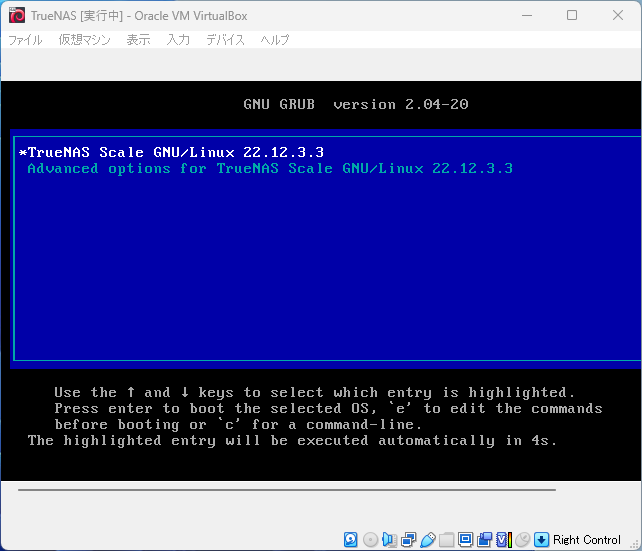 TrueNAS [実行中] - Oracle VM VirtualBox
ファイル 仮想マシン 表示 入力 デバイス ヘルプ
GNU GRUB version 2.04-20
*TrueNAS Scale GNU/Linux 22.12.3.3
Advanced options for TrueNAS Scale GNU/Linux 22.12.3.3
Use the ↑ and ↓ keys to select which entry is highlighted.
Press enter to boot the selected OS, `e' to edit the commands
before booting or `c' for a command-line.
The highlighted entry will be executed automatically in 4s.
Right Control